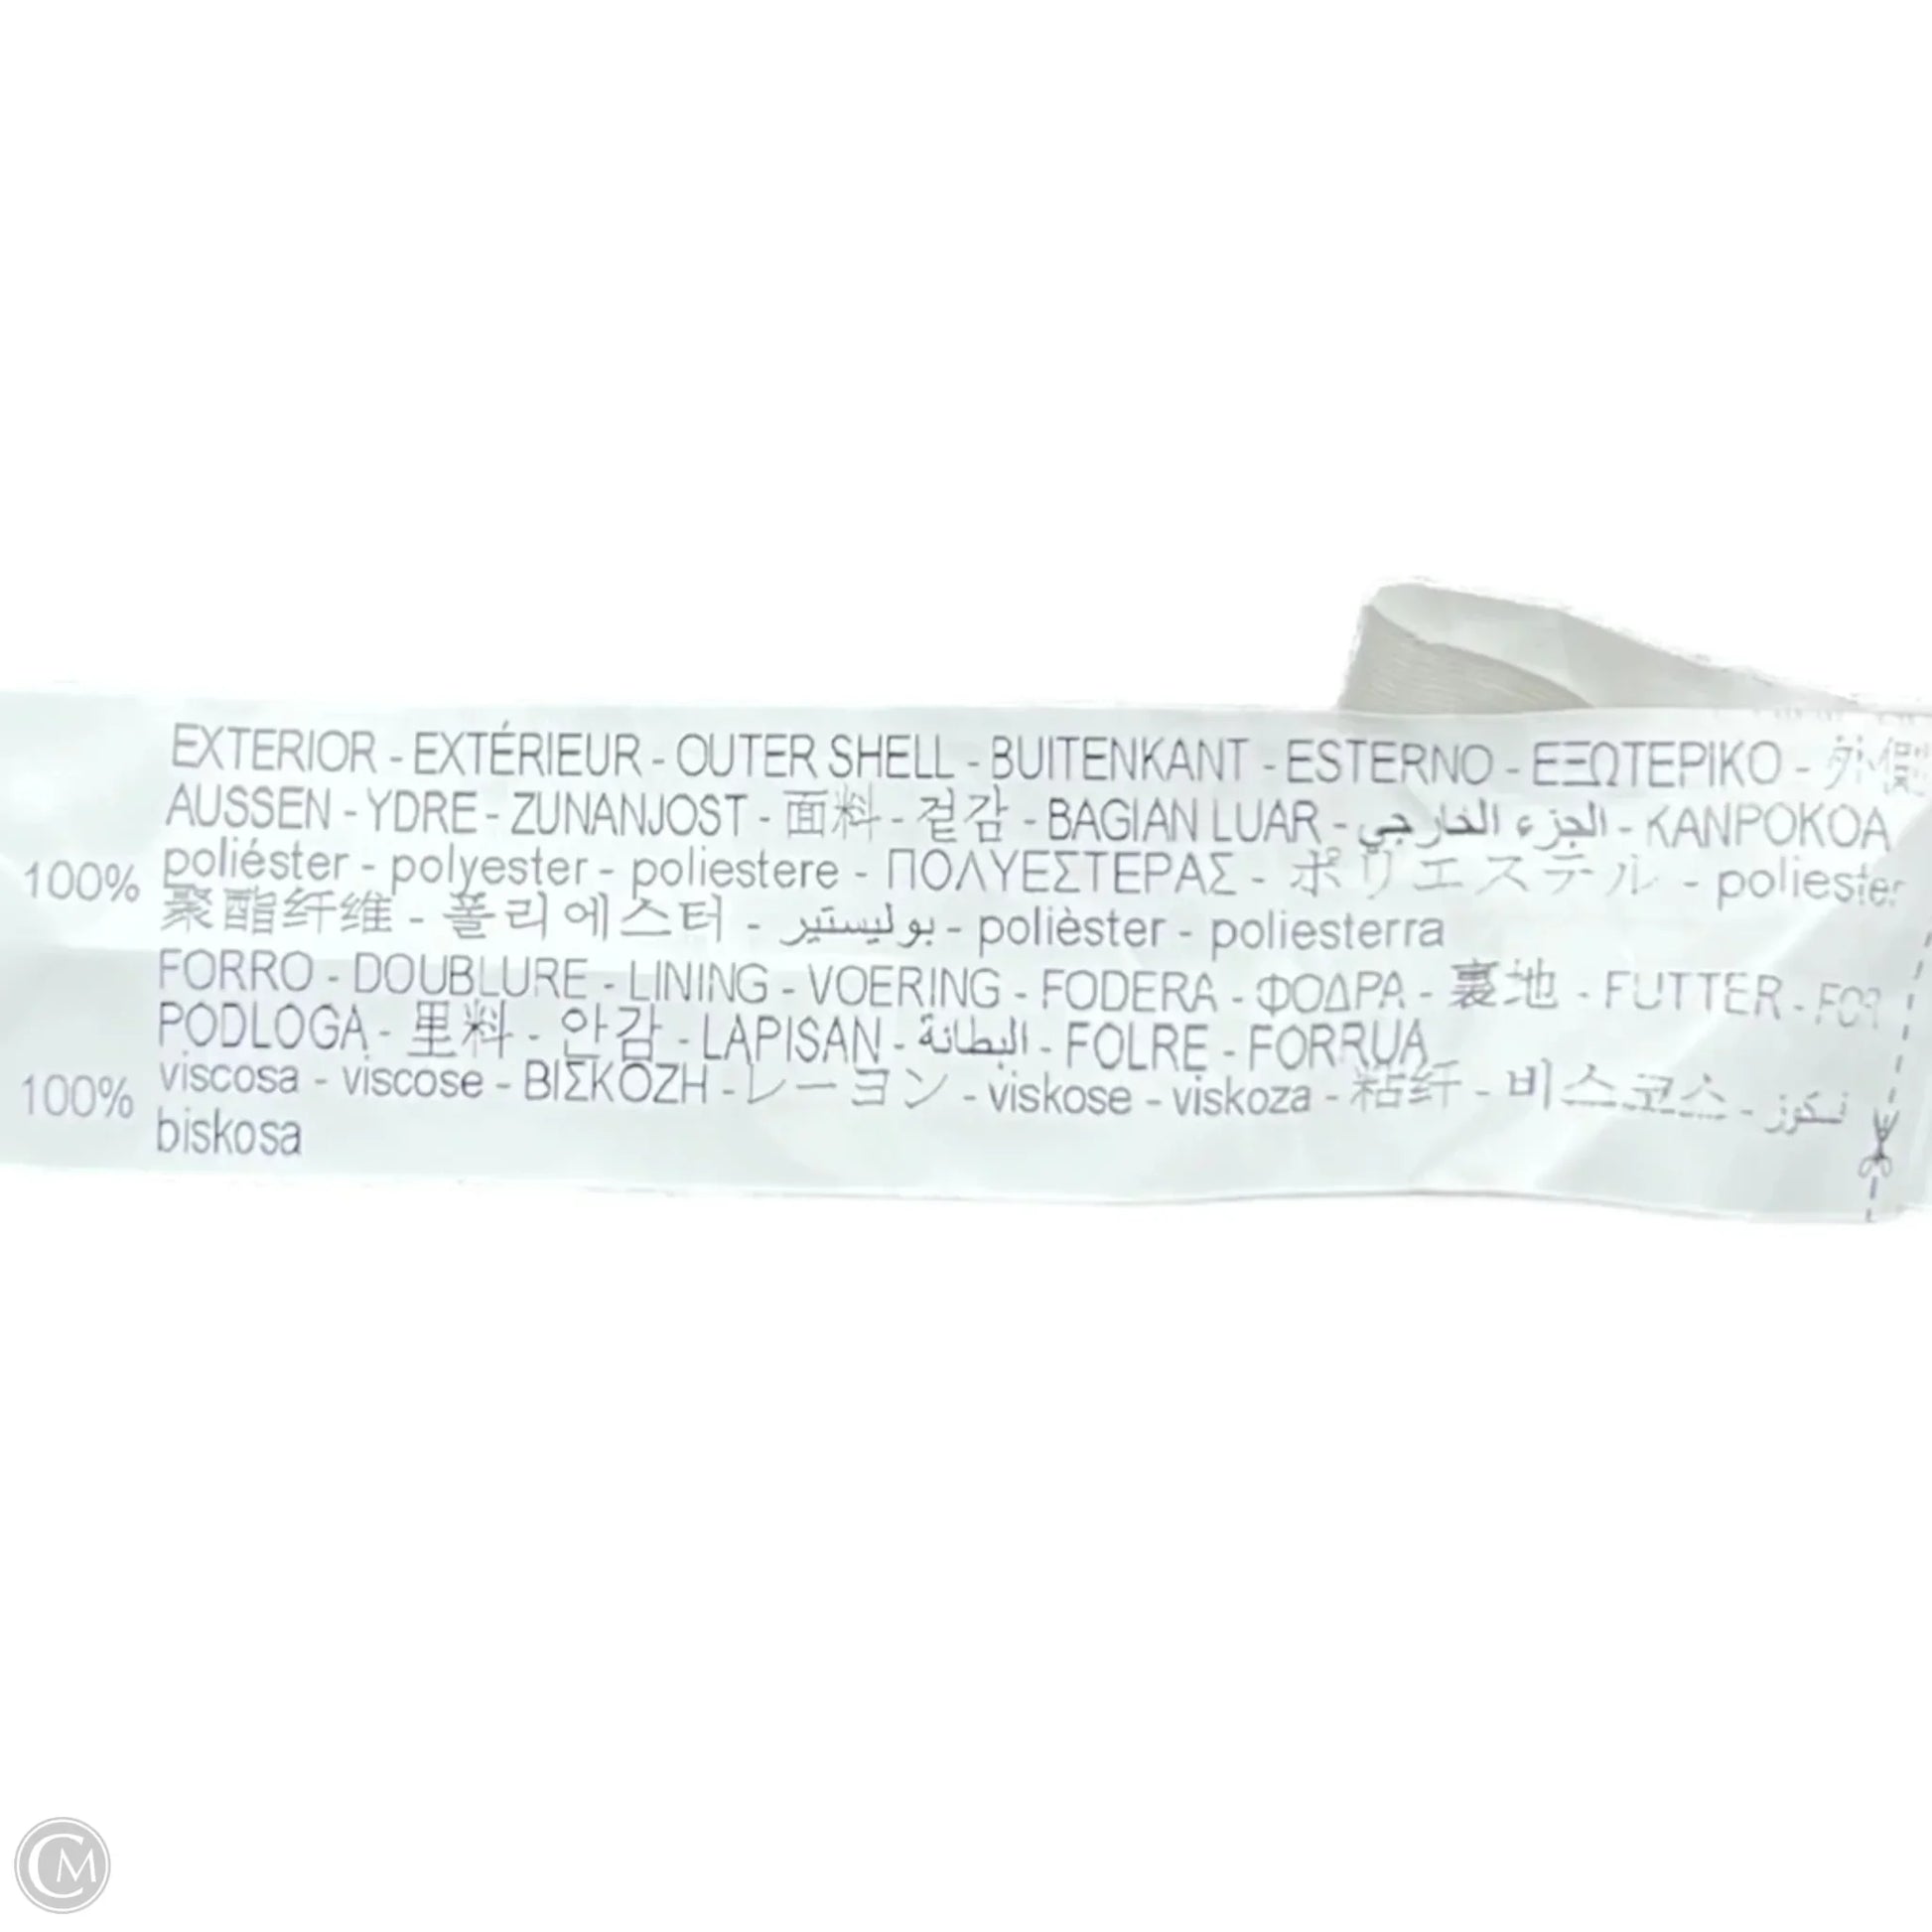 EXTERIOR - EXTÉRIEUR - OUTER SHELL - BUITENKANT - ESTERNO - ΕΞΩΤΕΡΙΚΟ - 外側
AUSSEN - YDRE - ZUNANJOST - 面料 - 겉감 - BAGIAN LUAR - الجزء الخارجي - KANPOKOA
100% poliéster - polyester - poliestere - ΠΟΛΥΕΣΤΕΡΑΣ - ポリエステル - poliester
聚酯纤维 - 폴리에스터 - بوليستير - polièster - poliesterra
FORRO - DOUBLURE - LINING - VOERING - FODERA - ΦΟΔΡΑ - 裏地 - FUTTER -
PODLOGA - 里料 - 안감 - LAPISAN - البطانة - FOLRE - FORRUA
100% viscosa - viscose - ΒΙΣΚΟΖΗ - レーヨン - viskose - viskoza - 粘纤 - 비스코스 -
biskosa
CM